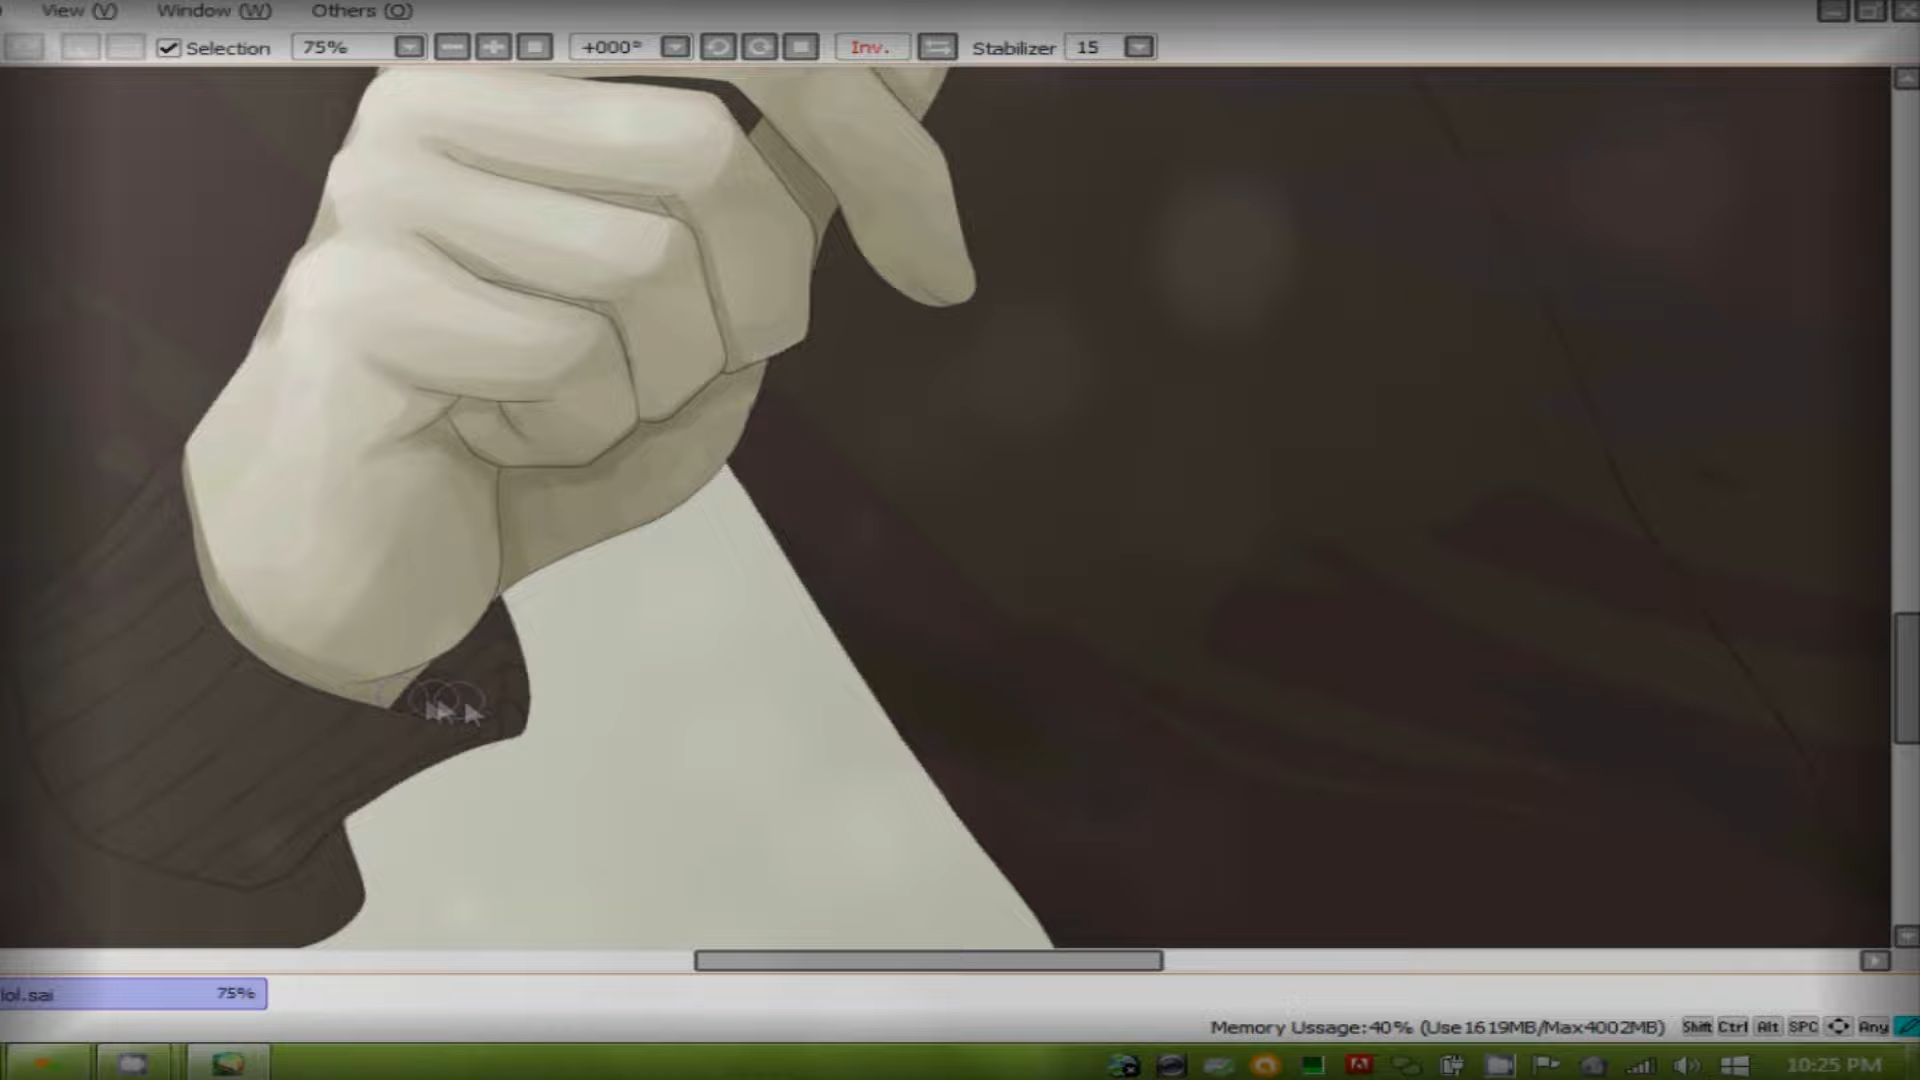 View (V) Window (W) Others (O)
Selection 75% +000° Inv. Stabilizer 15
lol.sai 75%
Memory Ussage:40% (Use1619MB/Max4002MB) Shift Ctrl Alt SPC Any
10:25 PM